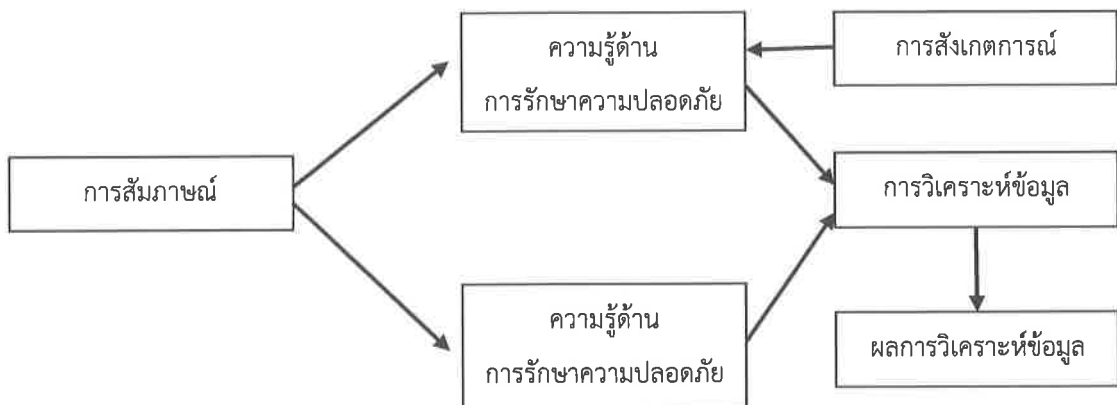 ความรู้ด้าน
การรักษาความปลอดภัย
การสังเกตการณ์
การสัมภาษณ์
การวิเคราะห์ข้อมูล
ความรู้ด้าน
การรักษาความปลอดภัย
ผลการวิเคราะห์ข้อมูล